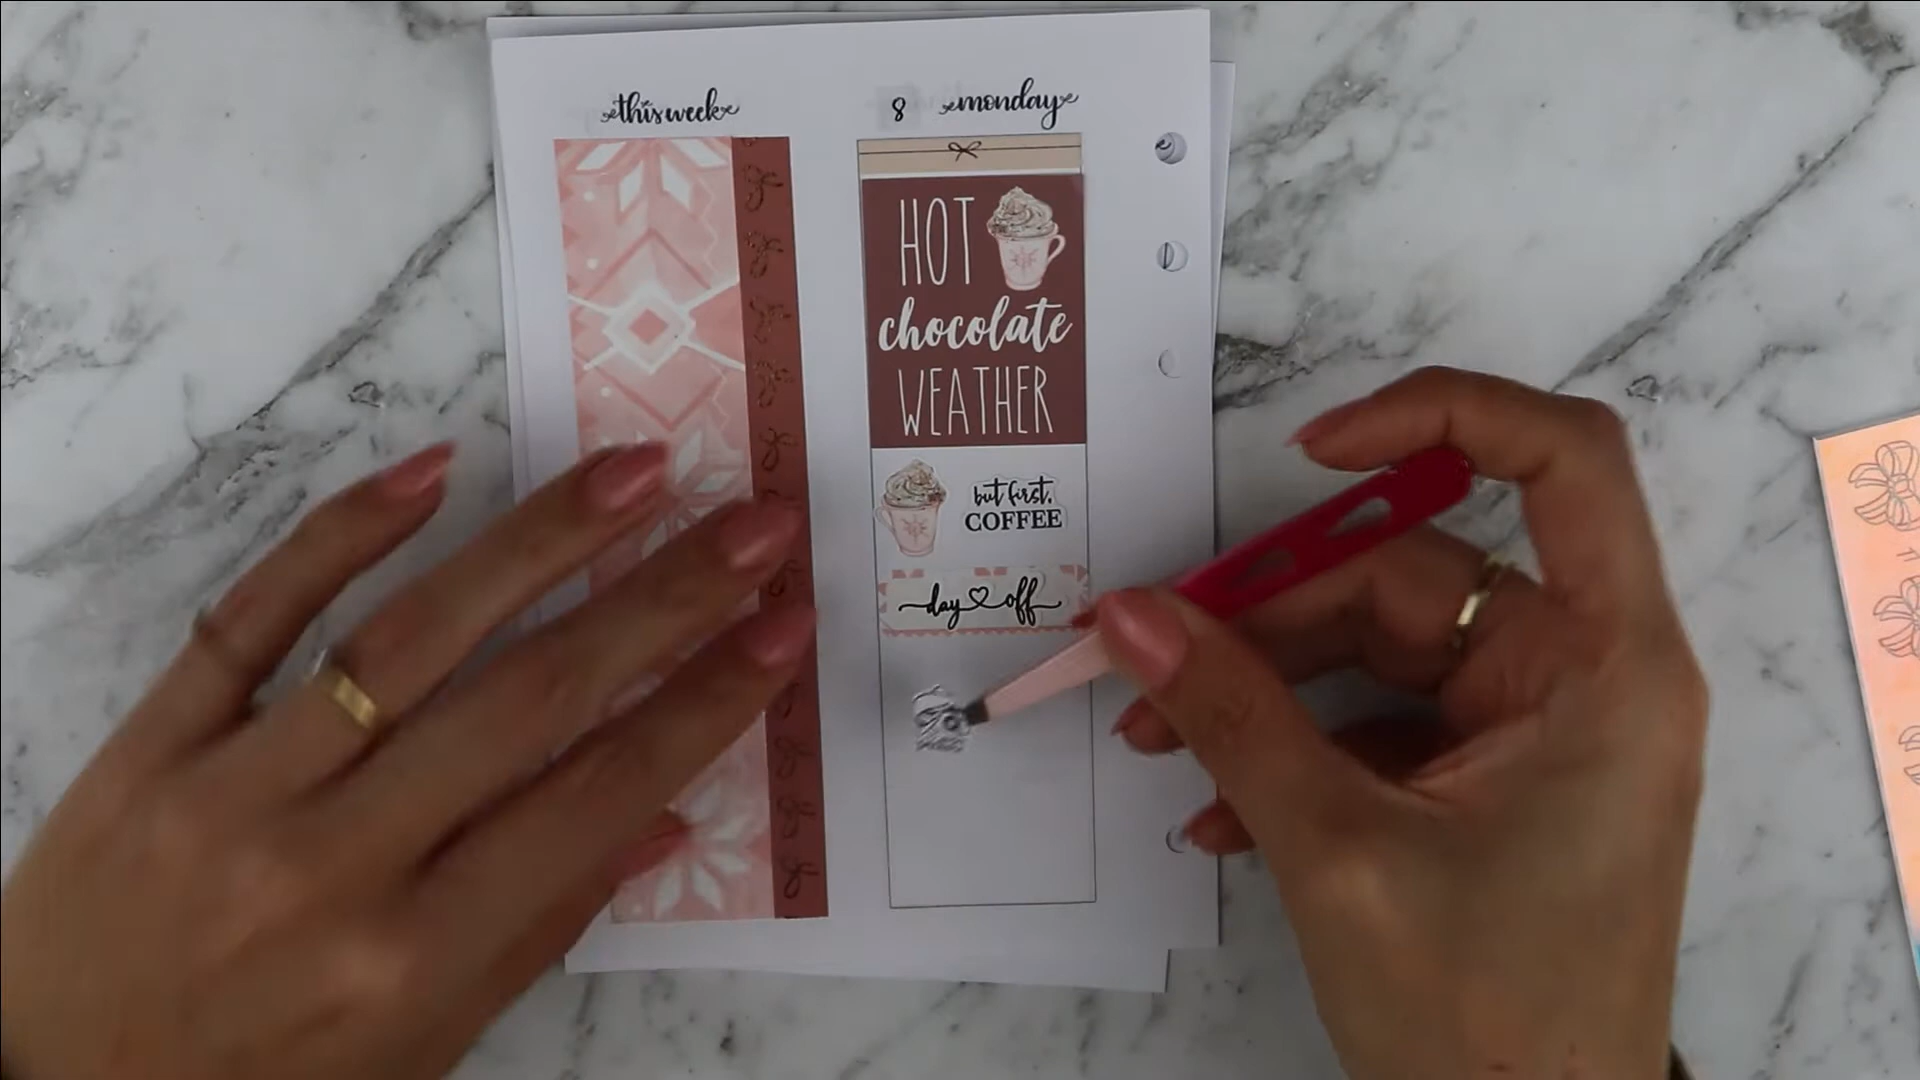 this week
8 monday
HOT
chocolate
WEATHER
but first,
COFFEE
day off